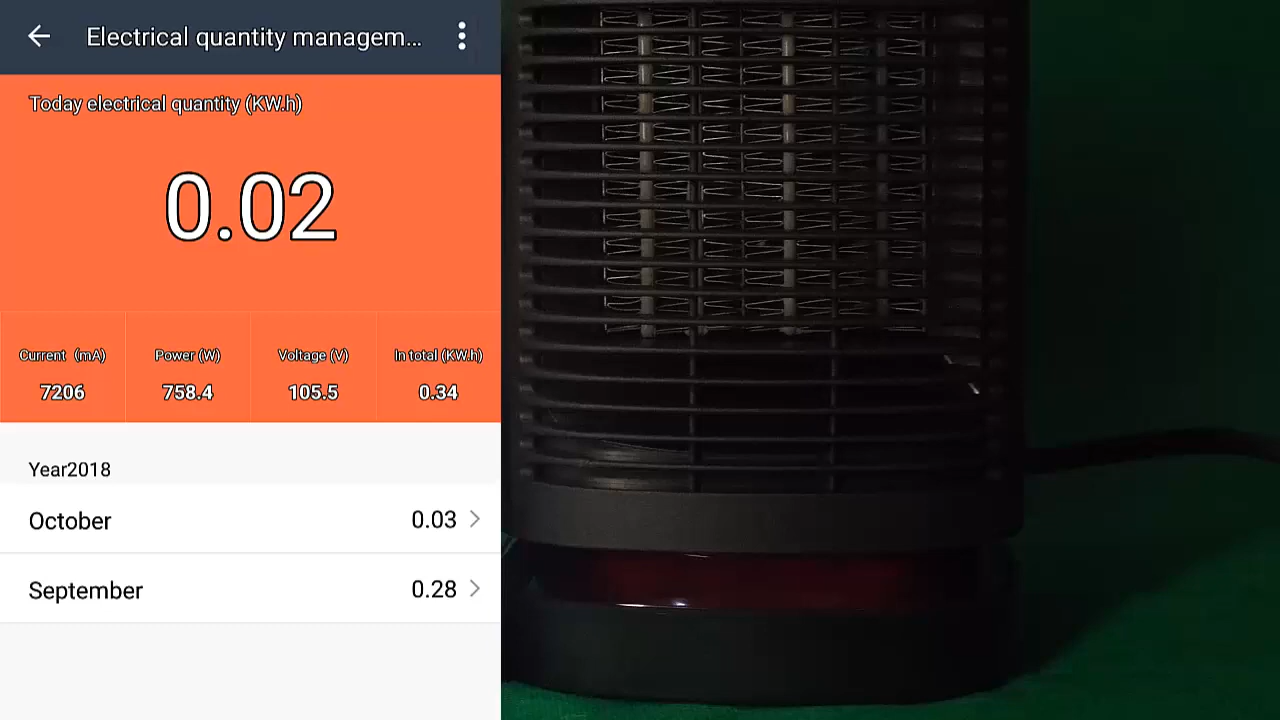 Electrical quantity managem...
Today electrical quantity (KW.h)
0.02
Current (mA) Power (W) Voltage (V) In total (KW.h)
7206 758.4 105.5 0.34
Year2018
October 0.03
September 0.28